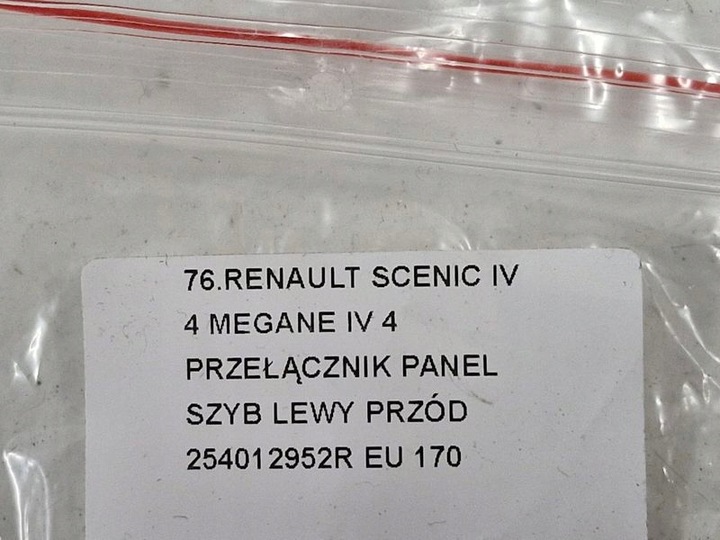 76.RENAULT SCENIC IV
4 MEGANE IV 4
PRZEŁĄCZNIK PANEL
SZYB LEWY PRZÓD
254012952R EU 170